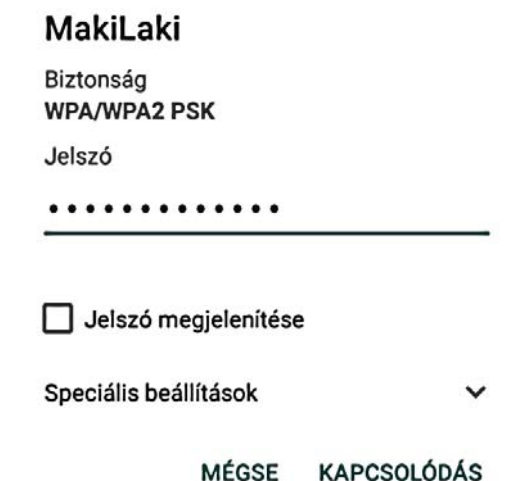 MakiLaki
Biztonság
WPA/WPA2 PSK
Jelszó
•••••••••••••
Jelszó megjelenítése
Speciális beállítások
MÉGSE KAPCSOLÓDÁS